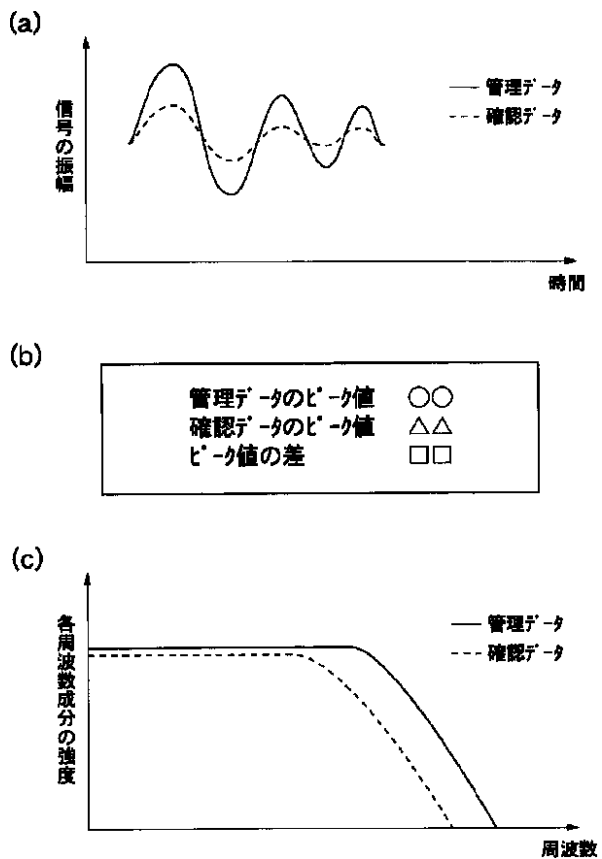 (a)
信号の振幅
管理データ
確認データ
時間
(b)
管理データのピーク値 ○○
確認データのピーク値 △△
ピーク値の差 □□
(c)
各周波数成分の強度
管理データ
確認データ
周波数